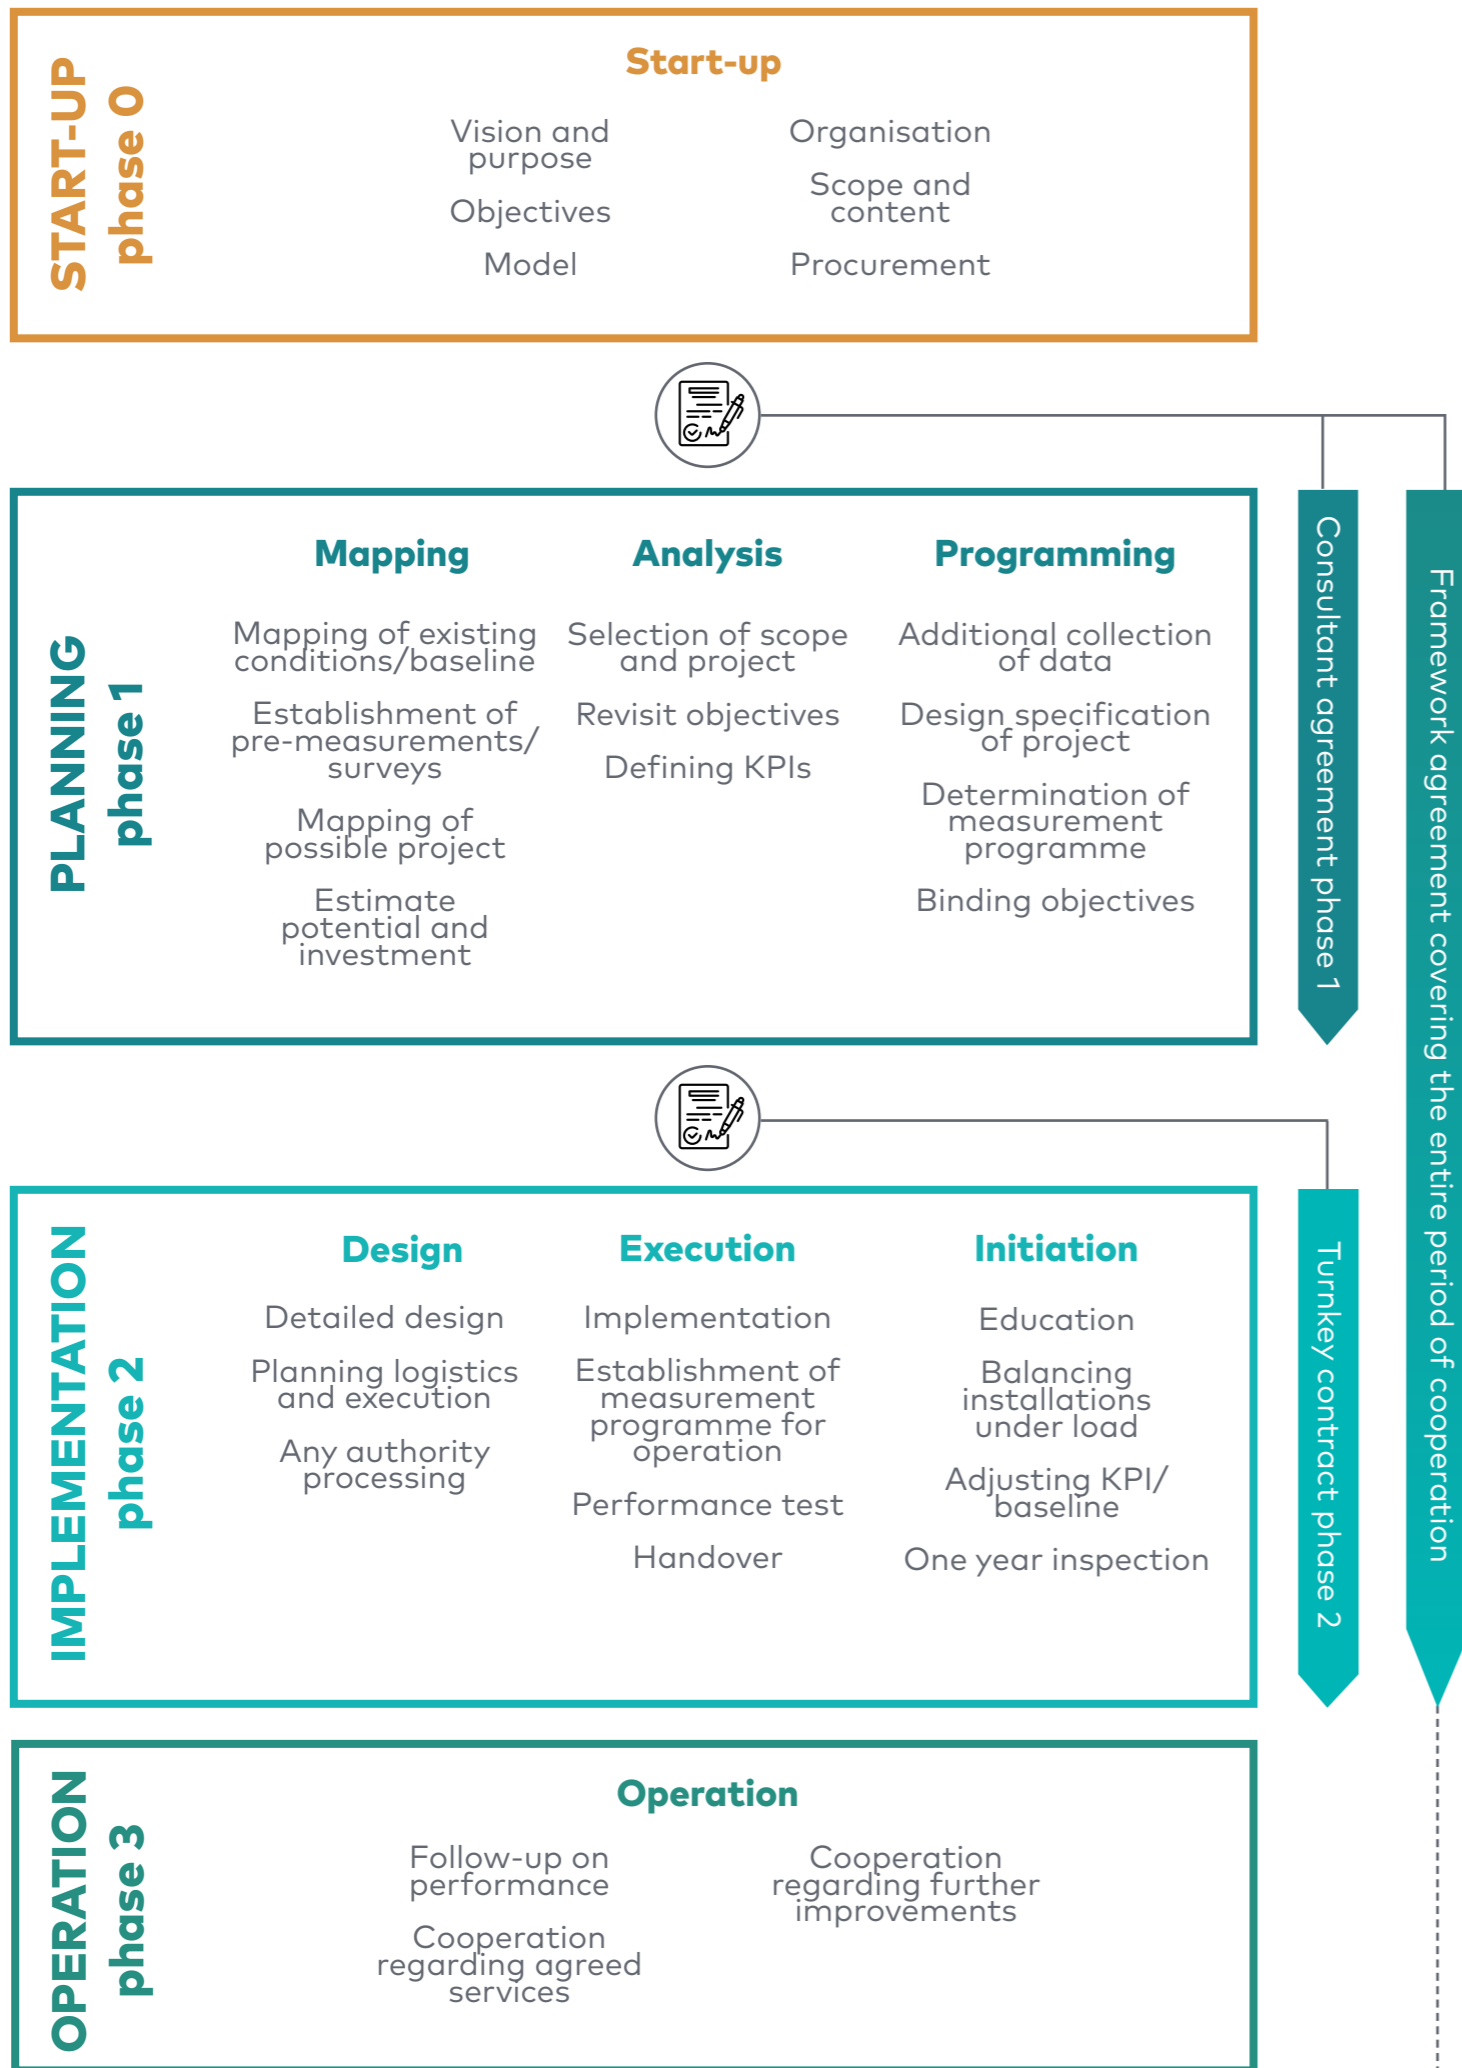 START-UP
phase 0
Start-up
Vision and
purpose
Objectives
Model
Organisation
Scope and
content
Procurement
PLANNING
phase 1
Mapping
Mapping of existing
conditions/baseline
Establishment of
pre-measurements/
surveys
Mapping of
possible project
Estimate
potential and
investment
Analysis
Selection of scope
and project
Revisit objectives
Defining KPIs
Programming
Additional collection
of data
Design specification
of project
Determination of
measurement
programme
Binding objectives
Consultant agreement phase 1
Framework agreement covering the entire period of cooperation
IMPLEMENTATION
phase 2
Design
Detailed design
Planning logistics
and execution
Any authority
processing
Execution
Implementation
Establishment of
measurement
programme for
operation
Performance test
Handover
Initiation
Education
Balancing
installations
under load
Adjusting KPI/
baseline
One year inspection
Turnkey contract phase 2
OPERATION
phase 3
Operation
Follow-up on
performance
Cooperation
regarding agreed
services
Cooperation
regarding further
improvements